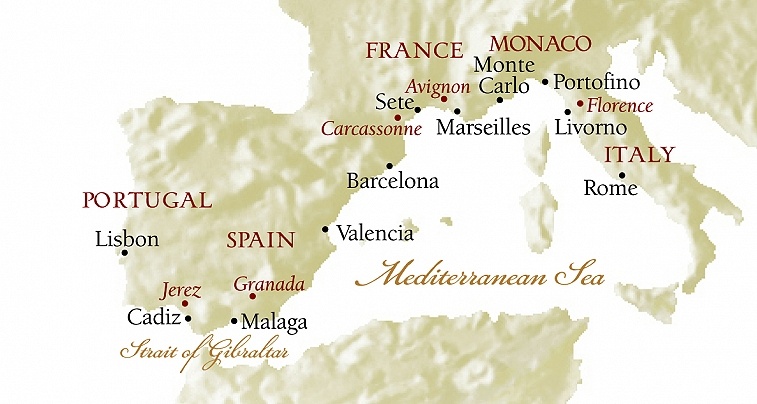 FRANCE
MONACO
Monte
Carlo
Portofino
Avignon
Sete
Florence
Carcassonne
Marseilles
Livorno
ITALY
Barcelona
Rome
PORTUGAL
Lisbon
SPAIN
Valencia
Mediterranean Sea
Jerez
Granada
Cadiz
Malaga
Strait of Gibraltar